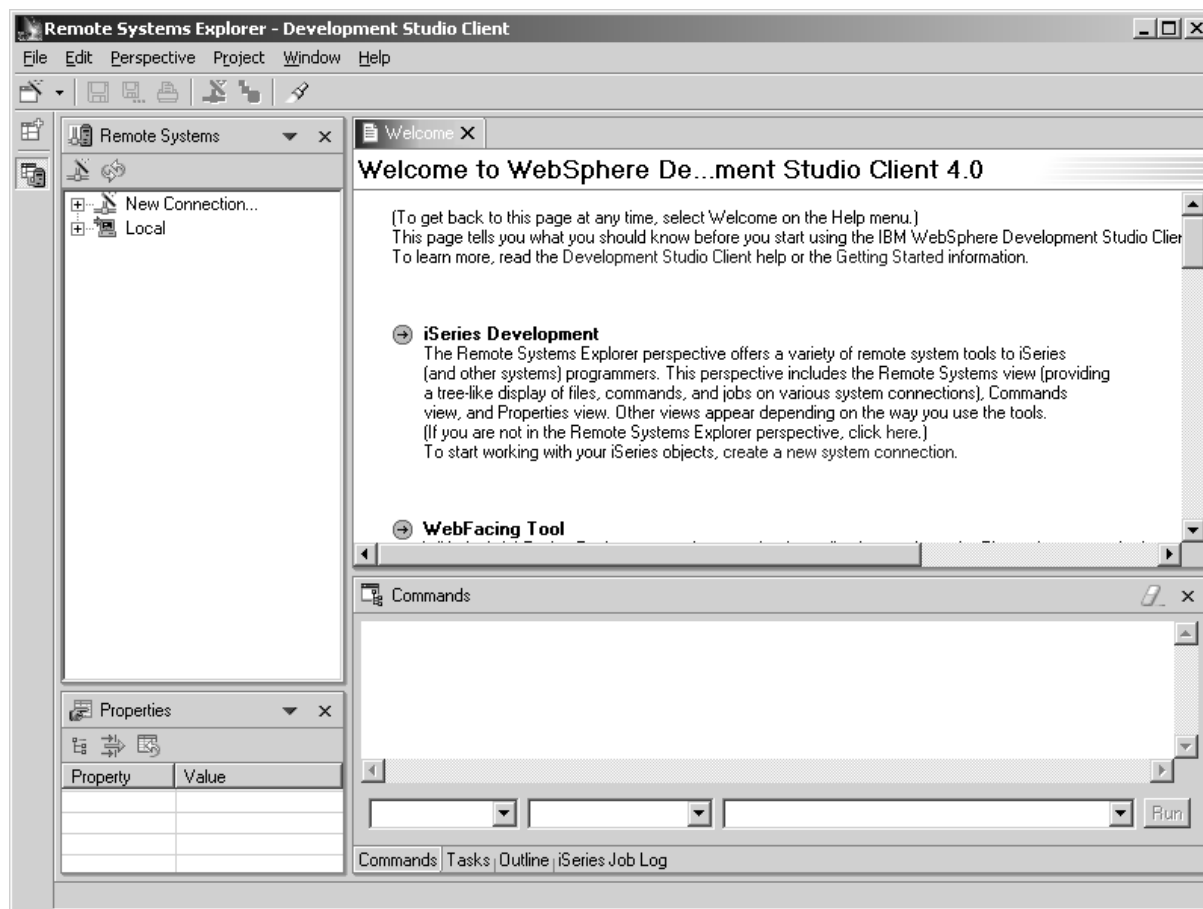 Remote Systems Explorer - Development Studio Client
File Edit Perspective Project Window Help
Remote Systems
New Connection...
Local
Welcome
Welcome to WebSphere De...ment Studio Client 4.0
(To get back to this page at any time, select Welcome on the Help menu.)
This page tells you what you should know before you start using the IBM WebSphere Development Studio Clier
To learn more, read the Development Studio Client help or the Getting Started information.
iSeries Development
The Remote Systems Explorer perspective offers a variety of remote system tools to iSeries
(and other systems) programmers. This perspective includes the Remote Systems view (providing
a tree-like display of files, commands, and jobs on various system connections), Commands
view, and Properties view. Other views appear depending on the way you use the tools.
(If you are not in the Remote Systems Explorer perspective, click here.)
To start working with your iSeries objects, create a new system connection.
WebFacing Tool
Properties
Property Value
Commands
Run
Commands Tasks Outline iSeries Job Log